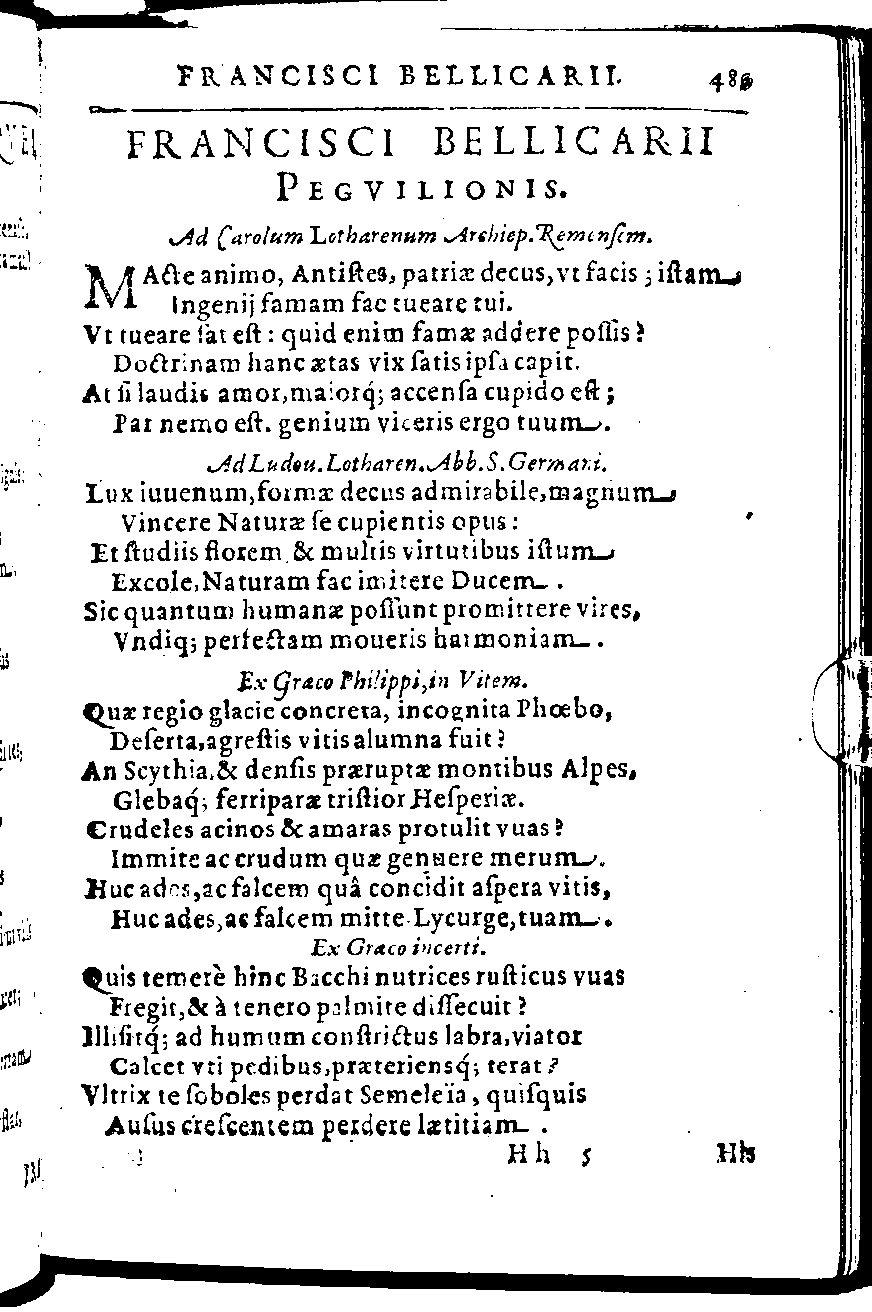 FRANCISCI BELLICARII. 489
FRANCISCI BELLICARII
PEGVILIONIS.
Ad Carolum Lotharenum Archiep. Remensem.
MActe animo, Antiſtes, patriæ decus, vt facis; iſtam
Ingenij famam fac tueare tui.
Vt tueare ſat eſt: quid enim famæ addere poſſis?
Doctrinam hanc ætas vix ſatis ipſa capit.
At ſi laudis amor, maiorq́; accenſa cupido eſt;
Par nemo eſt. genium viceris ergo tuum.
Ad Ludou. Lotharen. Abb. S. Germani.
Lux iuuenum, formæ decus admirabile, magnum
Vincere Naturæ ſe cupientis opus:
Et ſtudiis florem & multis virtutibus iſtum
Excole, Naturam fac imitere Ducem.
Sic quantum humanæ poſſunt promittere vires,
Vndiq; perfectam moueris harmoniam.
Ex Græco Philippi, in Vitem.
Quæ regio glacie concreta, incognita Phœbo,
Deſerta, agreſtis vitis alumna fuit?
An Scythia, & denſis præruptæ montibus Alpes,
Glebaq́; ferriparæ triſtior Heſperiæ.
Crudeles acinos & amaras protulit vuas?
Immite ac crudum quæ genuere merum.
Huc ades, ac falcem quâ concidit aſpera vitis,
Huc ades, ac falcem mitte Lycurge, tuam.
Ex Græco incerti.
Quis temerè hinc Bacchi nutrices ruſticus vuas
Fregit, & à tenero palmite diſſecuit?
Illiſitq́; ad humum conſtrictus labra, viator
Calcet vti pedibus, præteriensq́; terat?
Vltrix te ſoboles perdat Semeleïa, quiſquis
Auſus creſcentem perdere lætitiam.
Hh 5 His